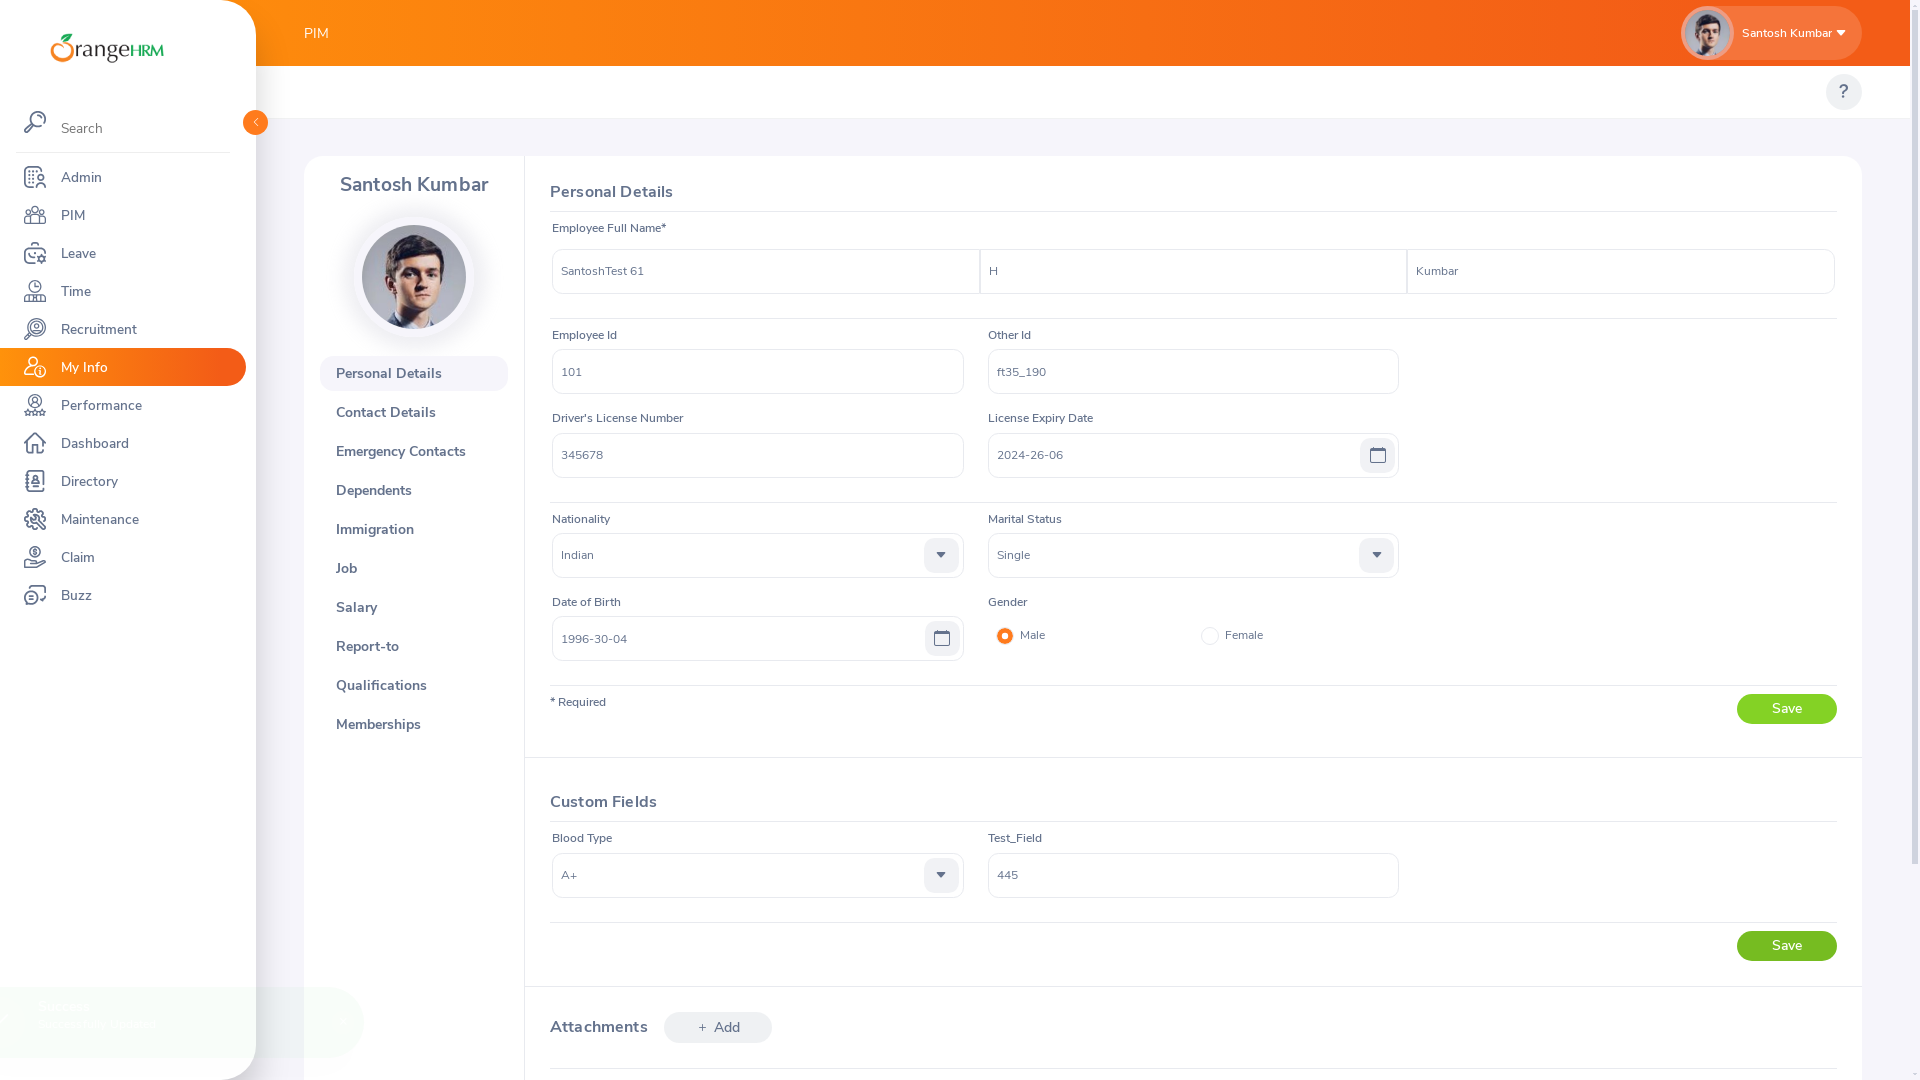 OrangeHRM
PIM
Santosh Kumbar
?
Search
Admin
PIM
Leave
Time
Recruitment
My Info
Performance
Dashboard
Directory
Maintenance
Claim
Buzz
Santosh Kumbar
Personal Details
Contact Details
Emergency Contacts
Dependents
Immigration
Job
Salary
Report-to
Qualifications
Memberships
Personal Details
Employee Full Name*
SantoshTest 61 H Kumbar
Employee Id Other Id
101 ft35_190
Driver's License Number License Expiry Date
345678 2024-26-06
Nationality Marital Status
Indian Single
Date of Birth Gender
1996-30-04 Male Female
* Required Save
Custom Fields
Blood Type Test_Field
A+ 445
Save
Attachments + Add